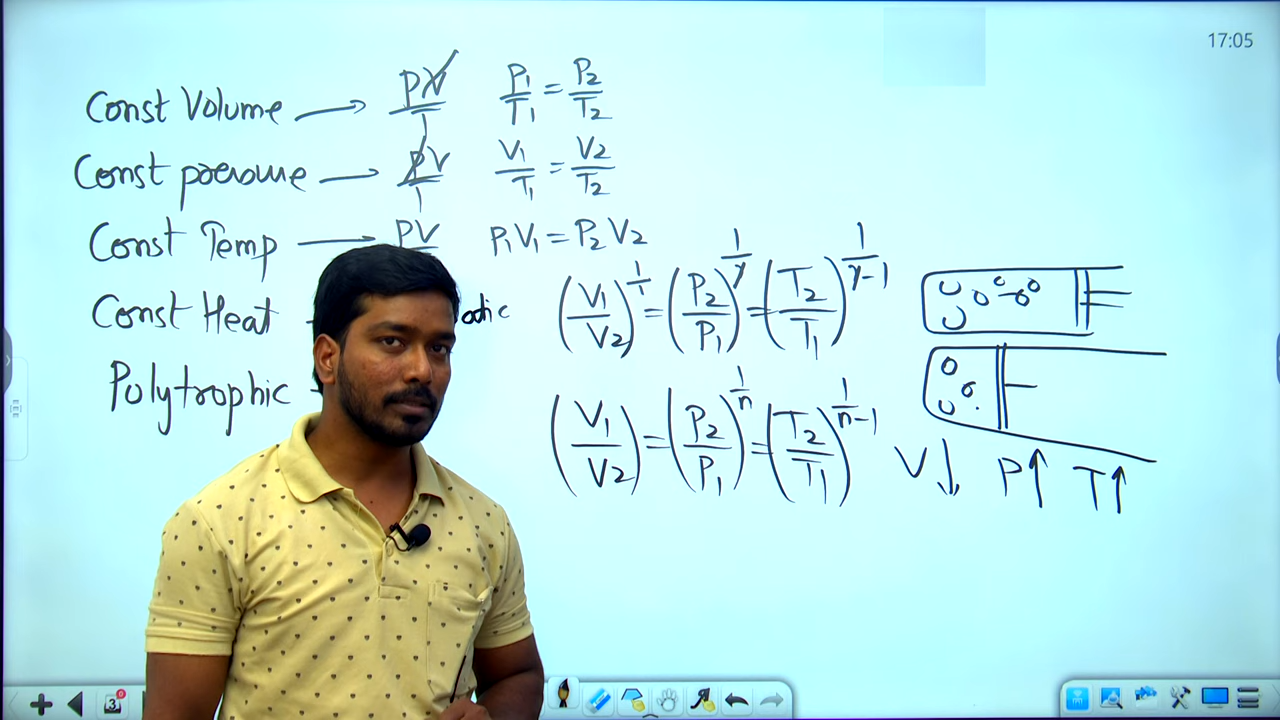 17:05
Const Volume → PV/T P1/T1 = P2/T2
Const pressure → PV/T V1/T1 = V2/T2
Const Temp → PV P1V1 = P2V2
Const Heat (V1/V2)^1/1 = (P2/P1)^1/γ = (T2/T1)^1/γ-1
Polytrophic (V1/V2) = (P2/P1)^1/n = (T2/T1)^1/n-1
V↓ P↑ T↑
3